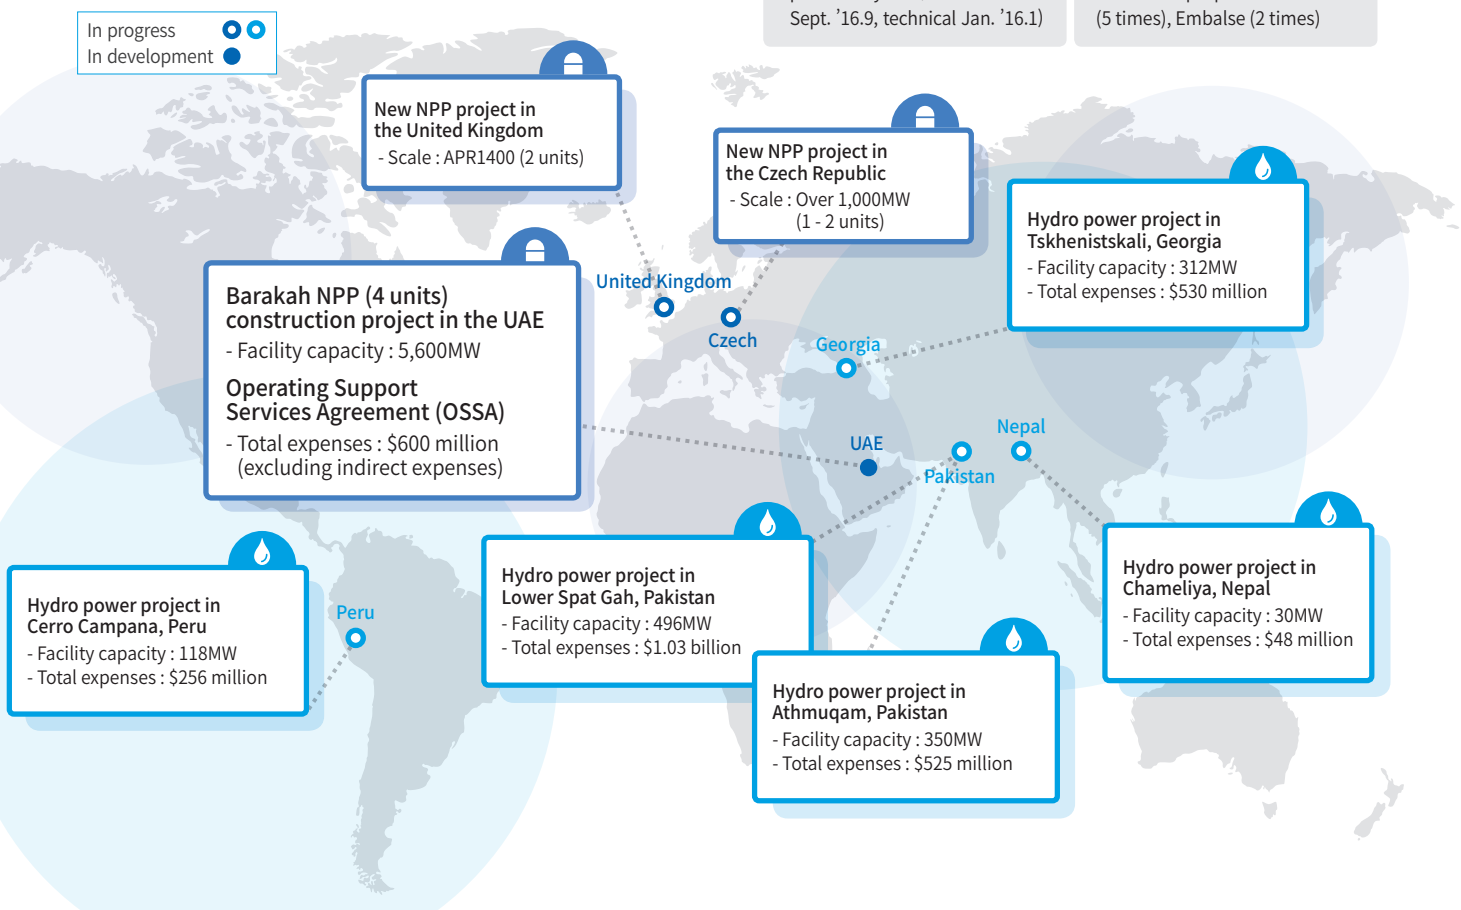 Sept. ’16.9, technical Jan. ’16.1)
(5 times), Embalse (2 times)
In progress
In development
New NPP project in
the United Kingdom
- Scale : APR1400 (2 units)
New NPP project in
the Czech Republic
- Scale : Over 1,000MW
(1 - 2 units)
Hydro power project in
Tskhenistskali, Georgia
- Facility capacity : 312MW
- Total expenses : $530 million
Barakah NPP (4 units)
construction project in the UAE
- Facility capacity : 5,600MW
Operating Support
Services Agreement (OSSA)
- Total expenses : $600 million
(excluding indirect expenses)
United Kingdom
Czech
Georgia
UAE
Nepal
Pakistan
Peru
Hydro power project in
Cerro Campana, Peru
- Facility capacity : 118MW
- Total expenses : $256 million
Hydro power project in
Lower Spat Gah, Pakistan
- Facility capacity : 496MW
- Total expenses : $1.03 billion
Hydro power project in
Athmuqam, Pakistan
- Facility capacity : 350MW
- Total expenses : $525 million
Hydro power project in
Chameliya, Nepal
- Facility capacity : 30MW
- Total expenses : $48 million